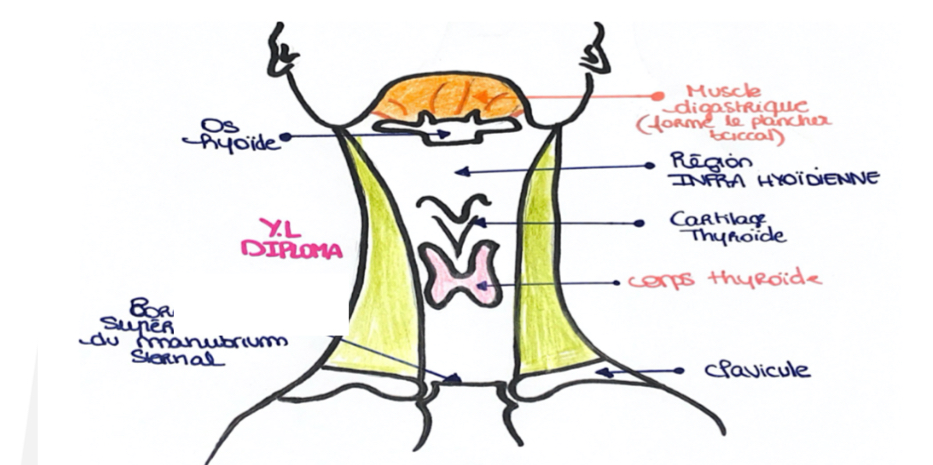 Muscle
digastrique
(forme le plancher
buccal)
Os
hyoïde
Région
INFRA HYOÏDIENNE
Cartilage
Thyroïde
Y.L
DIPLOMA
corps thyroïde
Bor
Supér
du manubrium
Sternal
clavicule